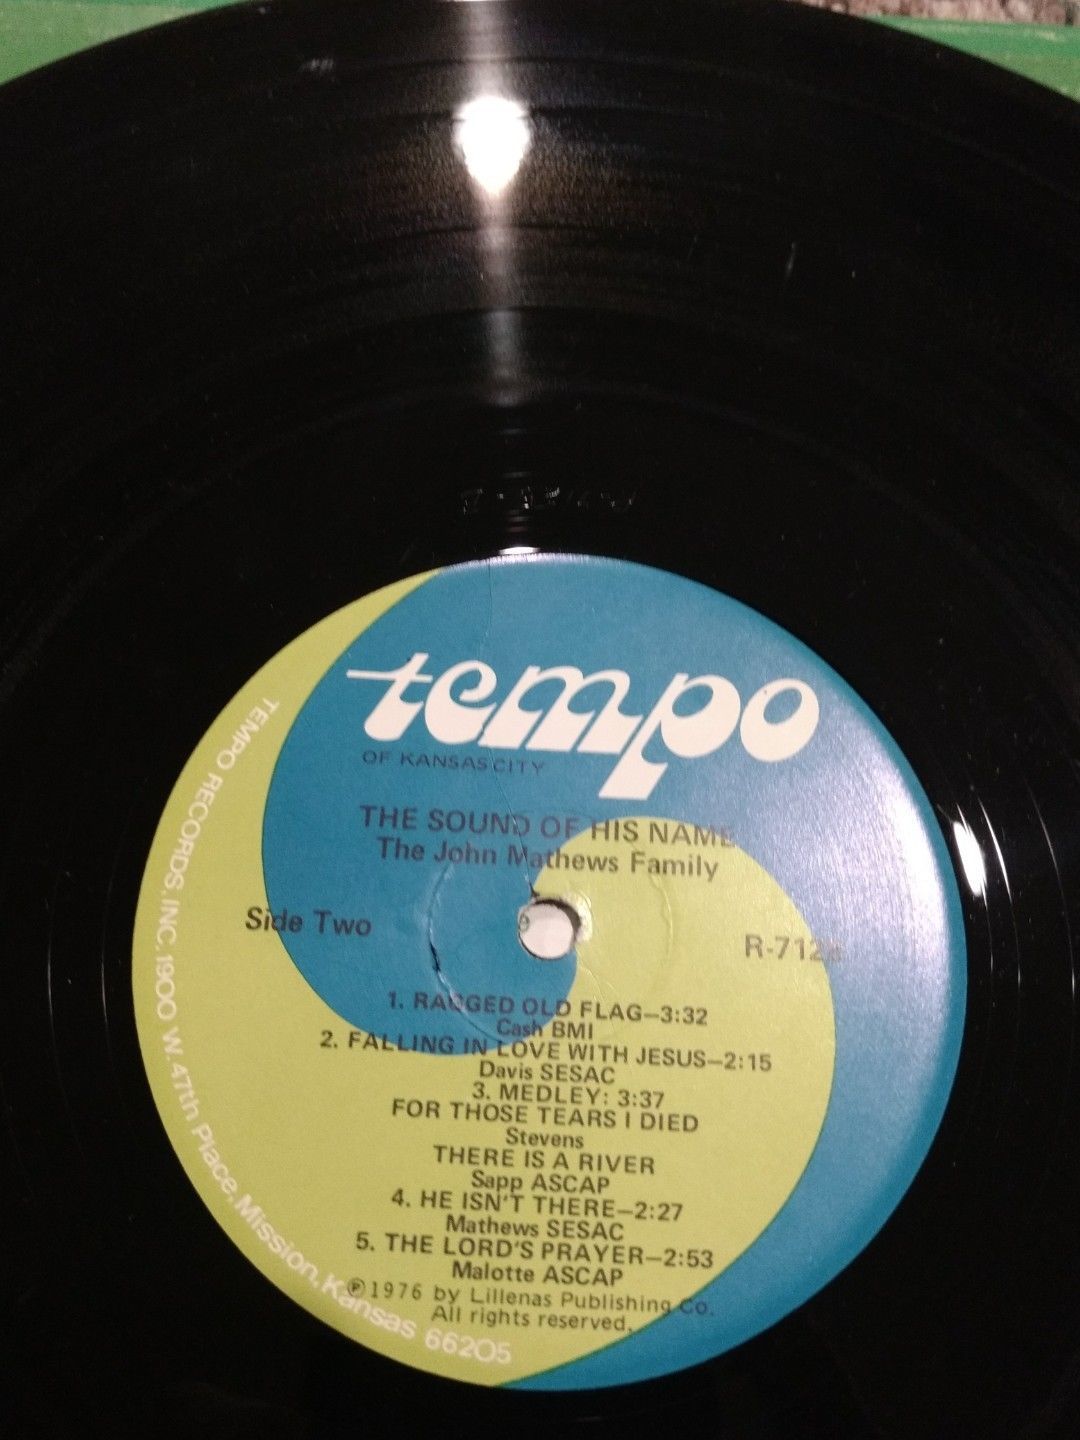 tempo
OF KANSAS CITY
THE SOUND OF HIS NAME
The John Mathews Family
Side Two
1. RAGGED OLD FLAG—3:32
Cash BMI
2. FALLING IN LOVE WITH JESUS—2:15
Davis SESAC
3. MEDLEY: 3:37
FOR THOSE TEARS I DIED
Stevens
THERE IS A RIVER
Sapp ASCAP
4. HE ISN'T THERE—2:27
Mathews SESAC
5. THE LORD'S PRAYER—2:53
Malotte ASCAP
℗1976 by Lillenas Publishing Co.
All rights reserved.
TEMPO RECORDS, INC. 1900 W. 47th Place, Mission, Kansas 66205